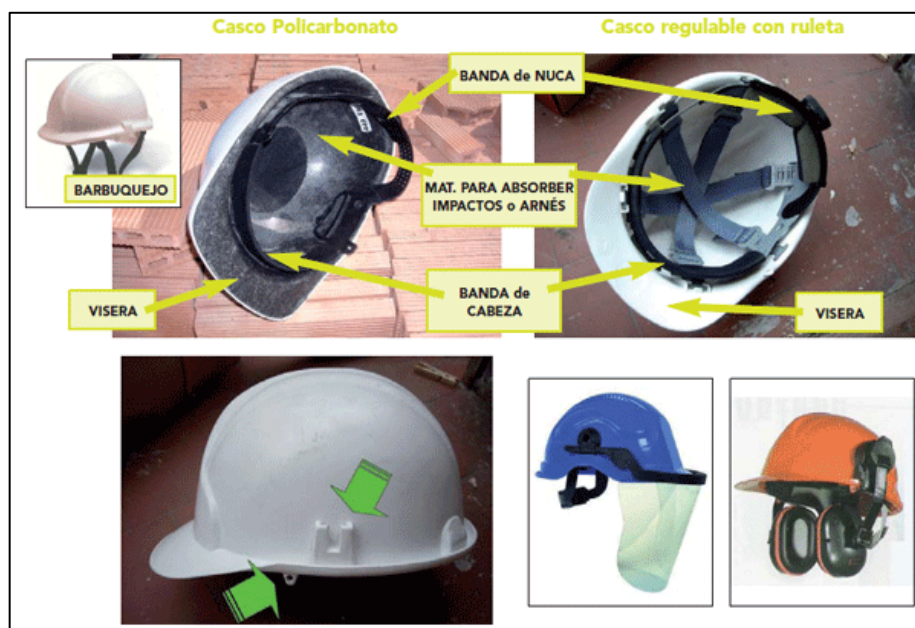 Casco Policarbonato
Casco regulable con ruleta
BANDA de NUCA
BARBUQUEJO
MAT. PARA ABSORBER
IMPACTOS o ARNÉS
VISERA
BANDA de
CABEZA
VISERA